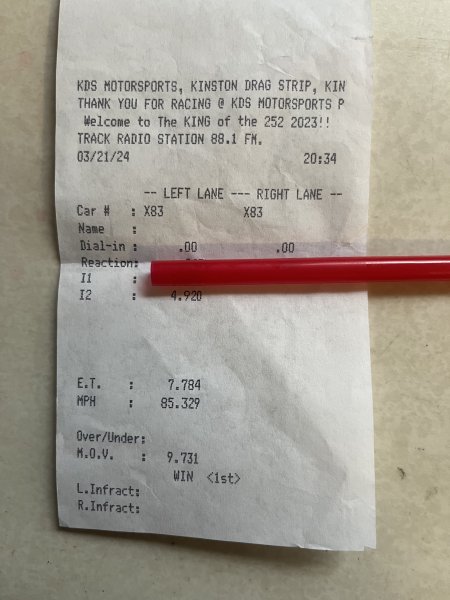 KDS MOTORSPORTS, KINSTON DRAG STRIP, KIN
THANK YOU FOR RACING @ KDS MOTORSPORTS P
Welcome to The KING of the 252 2023!!
TRACK RADIO STATION 88.1 FM.
03/21/24 20:34
-- LEFT LANE --- RIGHT LANE --
Car # : X83 X83
Name :
Dial-in : .00 .00
Reaction:
I1 :
I2 : 4.920
E.T. : 7.784
MPH : 85.329
Over/Under:
M.O.V. : 9.731
WIN <1st>
L.Infract:
R.Infract: